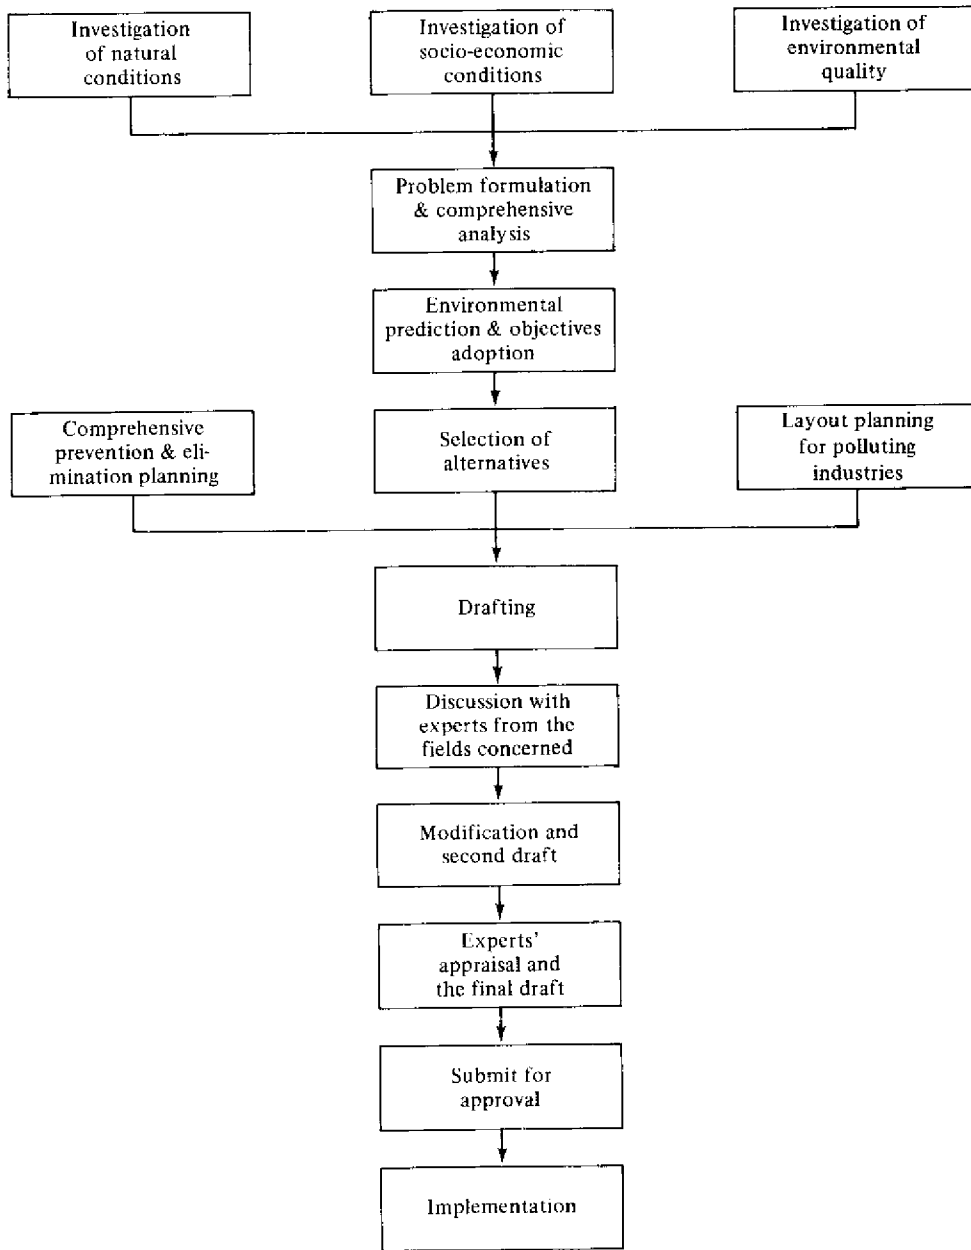 Investigation
of natural
conditions
Investigation of
socio-economic
conditions
Investigation of
environmental
quality
Problem formulation
& comprehensive
analysis
Environmental
prediction & objectives
adoption
Comprehensive
prevention & eli-
mination planning
Selection of
alternatives
Layout planning
for polluting
industries
Drafting
Discussion with
experts from the
fields concerned
Modification and
second draft
Experts'
appraisal and
the final draft
Submit for
approval
Implementation